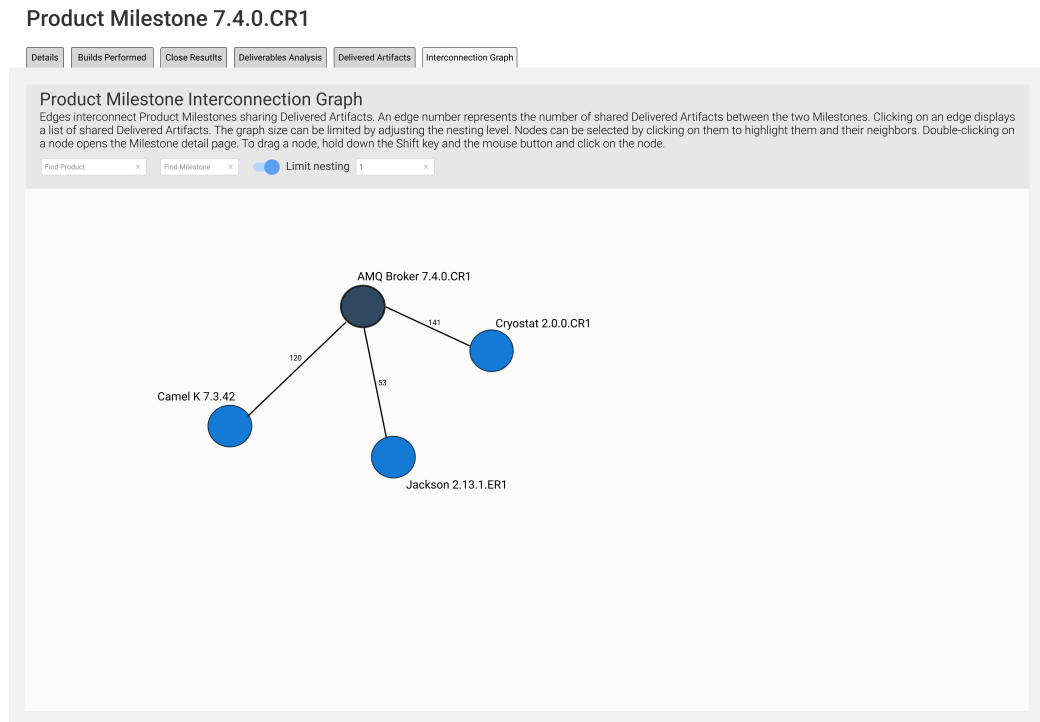 Product Milestone 7.4.0.CR1
Details Builds Performed Close Resutlts Deliverables Analysis Delivered Artifacts Interconnection Graph
Product Milestone Interconnection Graph
Edges interconnect Product Milestones sharing Delivered Artifacts. An edge number represents the number of shared Delivered Artifacts between the two Milestones. Clicking on an edge displays
a list of shared Delivered Artifacts. The graph size can be limited by adjusting the nesting level. Nodes can be selected by clicking on them to highlight them and their neighbors. Double-clicking on
a node opens the Milestone detail page. To drag a node, hold down the Shift key and the mouse button and click on the node.
Find Product × Find Milestone × Limit nesting 1 ×
AMQ Broker 7.4.0.CR1
141
Cryostat 2.0.0.CR1
120
53
Camel K 7.3.42
Jackson 2.13.1.ER1